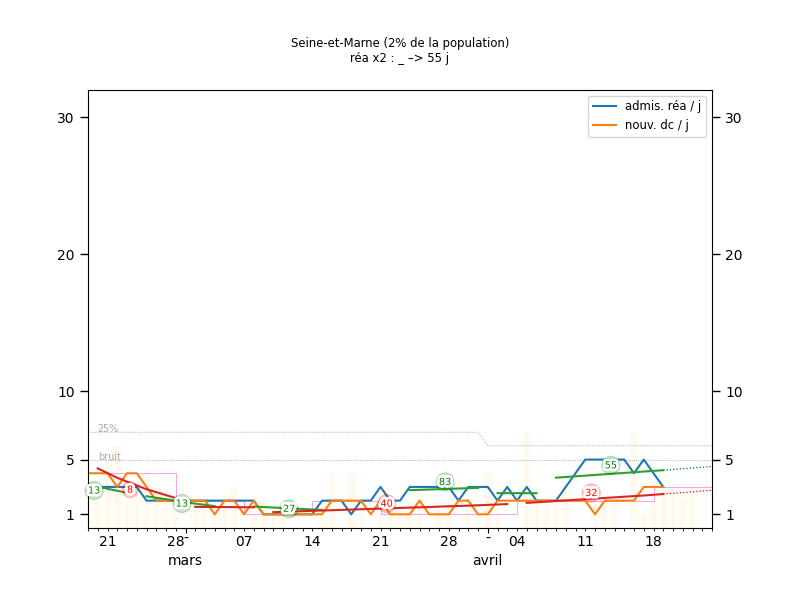 Seine-et-Marne (2% de la population)
réa x2 : _ –> 55 j
admis. réa / j
nouv. dc / j
30 30
20 20
10 10
25%
bruit
5 5
55
83
13 8 32
13 27 40
1 1
21 28 07 14 21 28 - 04 11 18
mars avril